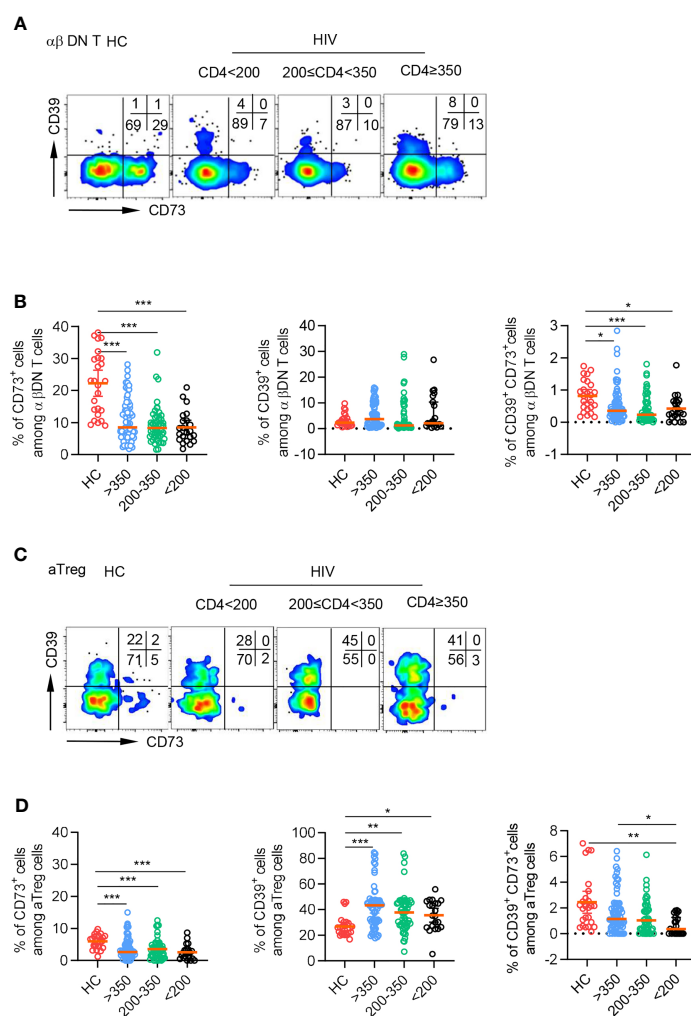 A
αβ DN T HC
HIV
CD4<200 200≤CD4<350 CD4≥350
CD39
1 1
69 29
4 0
89 7
3 0
87 10
8 0
79 13
CD73
B
% of CD73+ cells
among αβDN T cells
40
30
20
10
0
***
***
***
HC >350 200-350 <200
% of CD39+ cells
among αβDN T cells
40
30
20
10
0
-10
HC >350 200-350 <200
% of CD39+ CD73+cells
among αβDN T cells
3
2
1
0
-1
*
***
*
HC >350 200-350 <200
C
aTreg HC
HIV
CD4<200 200≤CD4<350 CD4≥350
CD39
22 2
71 5
28 0
70 2
45 0
55 0
41 0
56 3
CD73
D
% of CD73+ cells
among aTreg cells
40
30
20
10
0
***
***
***
HC >350 200-350 <200
% of CD39+ cells
among aTreg cells
100
80
60
40
20
0
*
**
***
HC >350 200-350 <200
% of CD39+ CD73+cells
among aTreg cells
8
6
4
2
0
-2
*
**
HC >350 200-350 <200